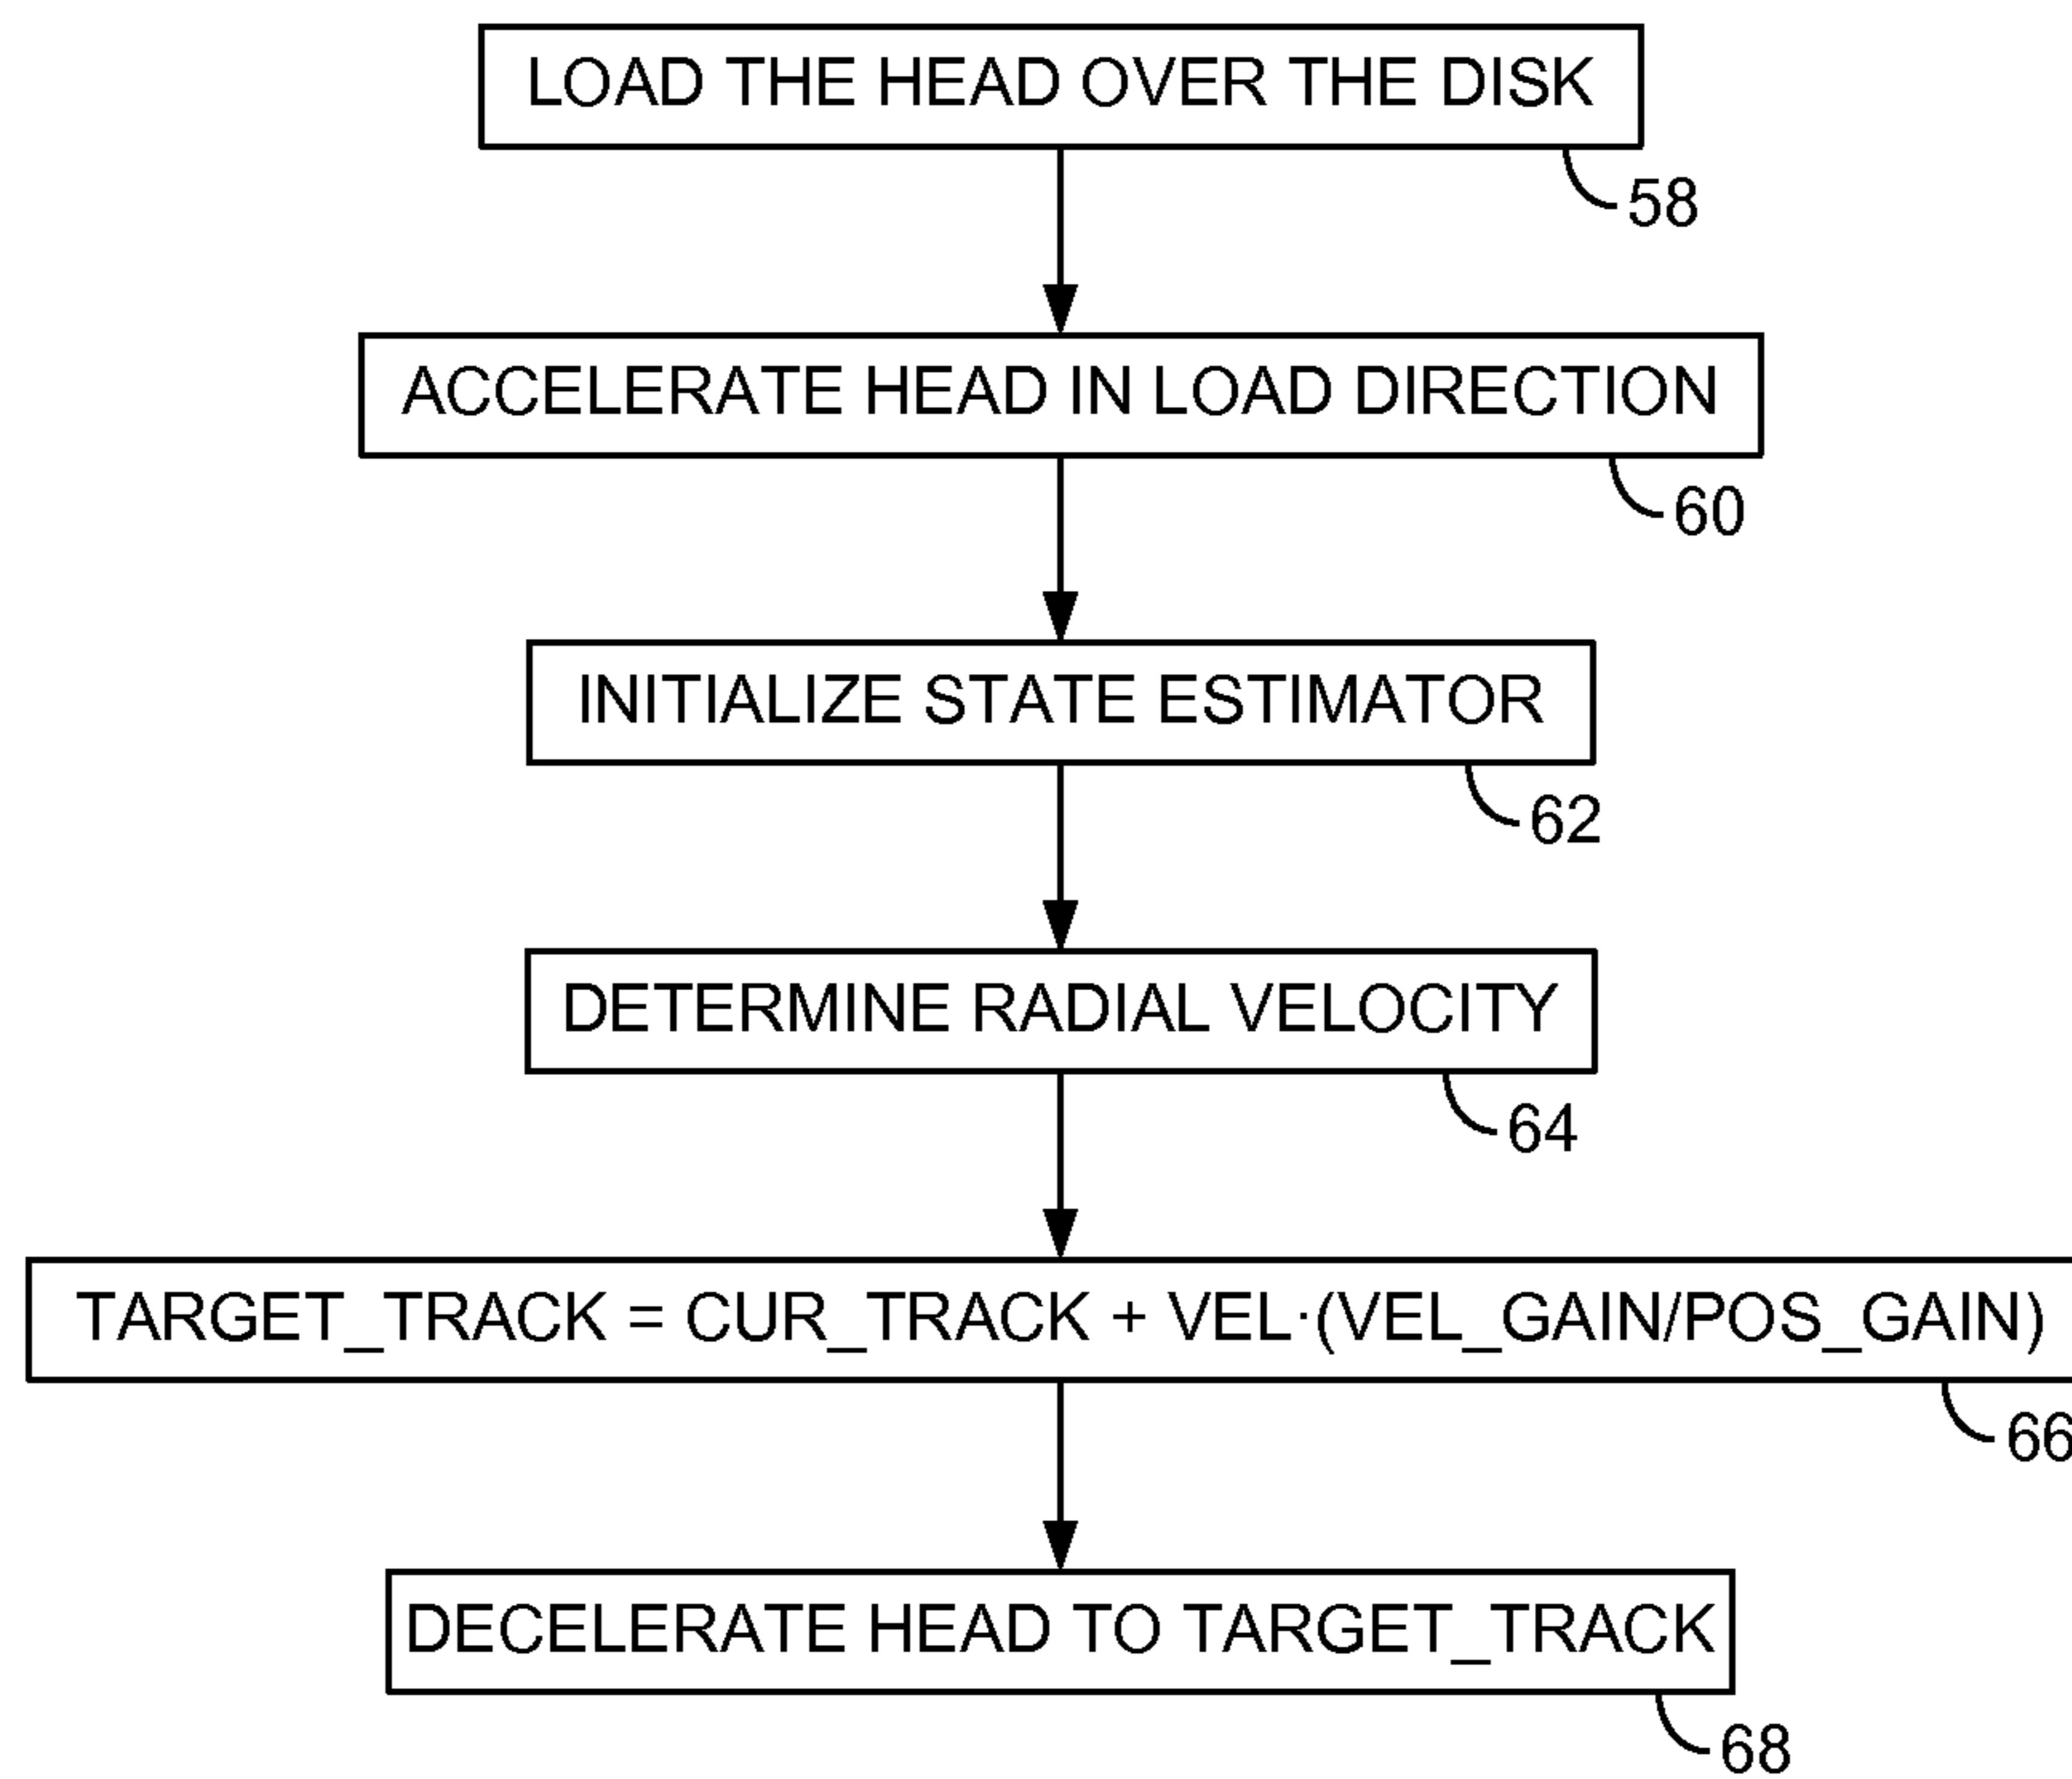 LOAD THE HEAD OVER THE DISK
58
ACCELERATE HEAD IN LOAD DIRECTION
60
INITIALIZE STATE ESTIMATOR
62
DETERMINE RADIAL VELOCITY
64
TARGET_TRACK = CUR_TRACK + VEL·(VEL_GAIN/POS_GAIN)
66
DECELERATE HEAD TO TARGET_TRACK
68